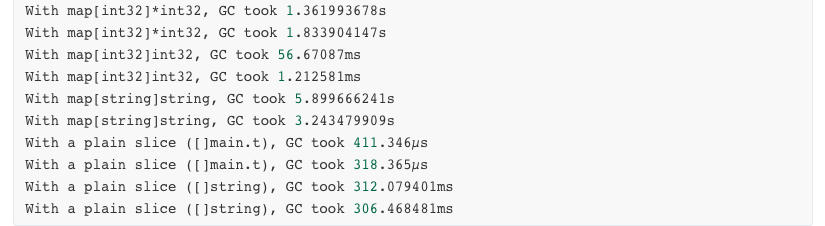 With map[int32]*int32, GC took 1.361993678s
With map[int32]*int32, GC took 1.833904147s
With map[int32]int32, GC took 56.67087ms
With map[int32]int32, GC took 1.212581ms
With map[string]string, GC took 5.899666241s
With map[string]string, GC took 3.243479909s
With a plain slice ([]main.t), GC took 411.346µs
With a plain slice ([]main.t), GC took 318.365µs
With a plain slice ([]string), GC took 312.079401ms
With a plain slice ([]string), GC took 306.468481ms